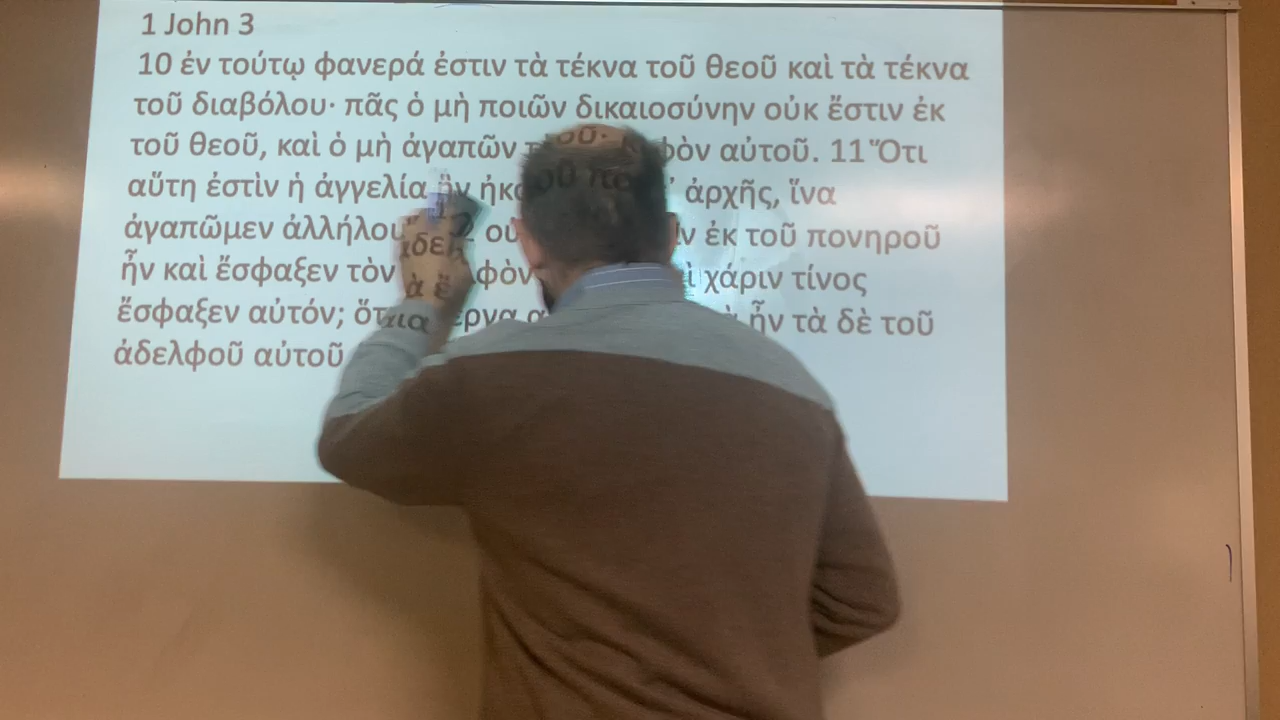 1 John 3
10 ἐν τούτῳ φανερά ἐστιν τὰ τέκνα τοῦ θεοῦ καὶ τὰ τέκνα
τοῦ διαβόλου· πᾶς ὁ μὴ ποιῶν δικαιοσύνην οὐκ ἔστιν ἐκ
τοῦ θεοῦ, καὶ ὁ μὴ ἀγαπῶν αὐτοῦ. 11 Ὅτι
αὕτη ἐστὶν ἡ ἀγγελία ἣν ἀρχῆς, ἵνα
ἀγαπῶμεν 12 ἐκ τοῦ πονηροῦ
ἦν καὶ ἔσφαξεν τὸν χάριν τίνος
ἔσφαξεν αὐτόν; ἦν τὰ δὲ τοῦ
ἀδελφοῦ αὐτοῦ